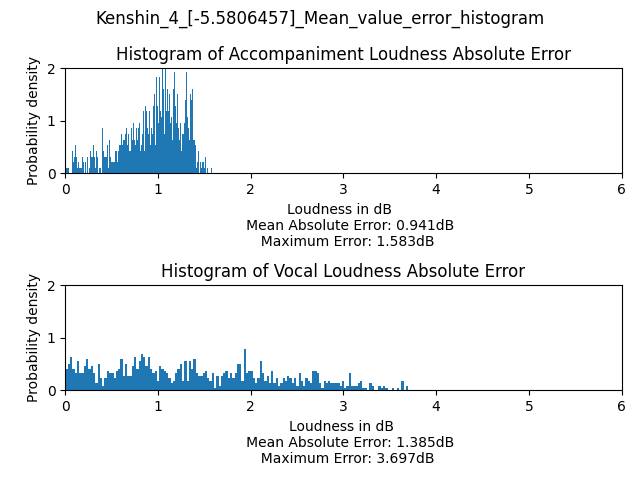 Kenshin_4_[-5.5806457]_Mean_value_error_histogram
Histogram of Accompaniment Loudness Absolute Error
Probability density
2
1
0
0 1 2 3 4 5 6
Loudness in dB
Mean Absolute Error: 0.941dB
Maximum Error: 1.583dB
Histogram of Vocal Loudness Absolute Error
Probability density
2
1
0
0 1 2 3 4 5 6
Loudness in dB
Mean Absolute Error: 1.385dB
Maximum Error: 3.697dB